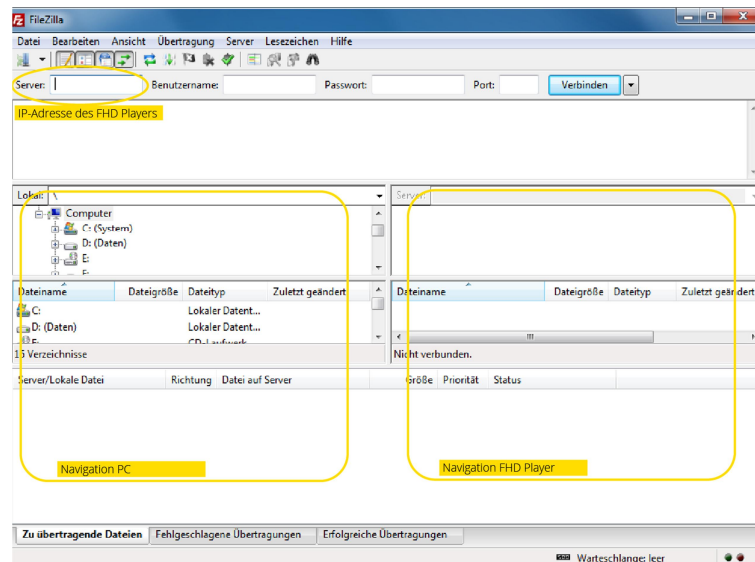 FileZilla
Datei Bearbeiten Ansicht Übertragung Server Lesezeichen Hilfe
Server: Benutzername: Passwort: Port: Verbinden
IP-Adresse des FHD Players
Lokal: \ Server:
Computer
C: (System)
D: (Daten)
E:
Dateiname Dateigröße Dateityp Zuletzt geändert Dateiname Dateigröße Dateityp Zuletzt geändert
C: Lokaler Datent...
D: (Daten) Lokaler Datent...
E: CD-Laufwerk
15 Verzeichnisse Nicht verbunden.
Server/Lokale Datei Richtung Datei auf Server Größe Priorität Status
Navigation PC Navigation FHD Player
Zu übertragende Dateien Fehlgeschlagene Übertragungen Erfolgreiche Übertragungen
Warteschlange: leer